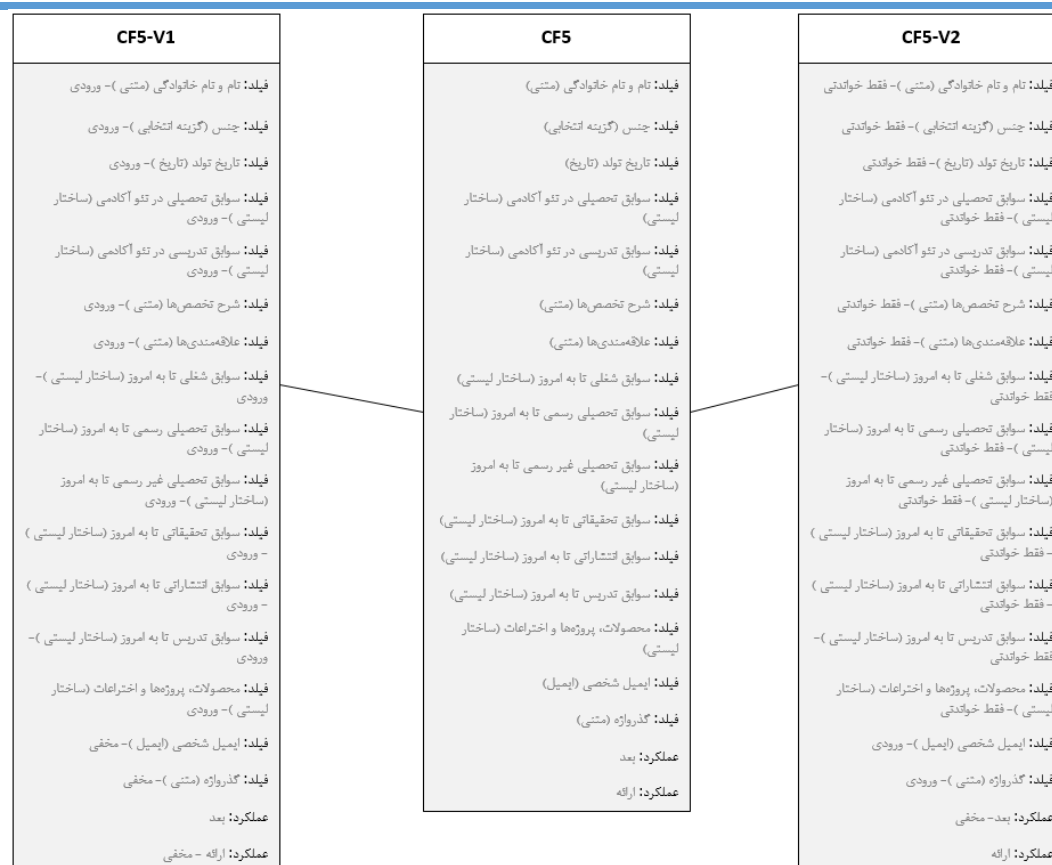 CF5-V1
فیلد: نام و نام خانوادگی (متنی )- ورودی
فیلد: جنس (گزینه انتخابی )- ورودی
فیلد: تاریخ تولد (تاریخ )- ورودی
فیلد: سوابق تحصیلی در تئو آکادمی (ساختار
لیستی )- ورودی
فیلد: سوابق تدریسی در تئو آکادمی (ساختار
لیستی )- ورودی
فیلد: شرح تخصص‌ها (متنی )- ورودی
فیلد: علاقه‌مندی‌ها (متنی )- ورودی
فیلد: سوابق شغلی تا به امروز (ساختار لیستی )-
ورودی
فیلد: سوابق تحصیلی رسمی تا به امروز (ساختار
لیستی )- ورودی
فیلد: سوابق تحصیلی غیر رسمی تا به امروز
(ساختار لیستی )- ورودی
فیلد: سوابق تحقیقاتی تا به امروز (ساختار لیستی )
- ورودی
فیلد: سوابق انتشاراتی تا به امروز (ساختار لیستی )
- ورودی
فیلد: سوابق تدریس تا به امروز (ساختار لیستی )-
ورودی
فیلد: محصولات، پروژه‌ها و اختراعات (ساختار
لیستی )- ورودی
فیلد: ایمیل شخصی (ایمیل )- مخفی
فیلد: گذرواژه (متنی )- مخفی
عملکرد: بعد
عملکرد: ارائه - مخفی
CF5
فیلد: نام و نام خانوادگی (متنی)
فیلد: جنس (گزینه انتخابی)
فیلد: تاریخ تولد (تاریخ)
فیلد: سوابق تحصیلی در تئو آکادمی (ساختار
لیستی)
فیلد: سوابق تدریسی در تئو آکادمی (ساختار
لیستی)
فیلد: شرح تخصص‌ها (متنی)
فیلد: علاقه‌مندی‌ها (متنی)
فیلد: سوابق شغلی تا به امروز (ساختار لیستی)
فیلد: سوابق تحصیلی رسمی تا به امروز (ساختار
لیستی)
فیلد: سوابق تحصیلی غیر رسمی تا به امروز
(ساختار لیستی)
فیلد: سوابق تحقیقاتی تا به امروز (ساختار لیستی)
فیلد: سوابق انتشاراتی تا به امروز (ساختار لیستی)
فیلد: سوابق تدریس تا به امروز (ساختار لیستی)
فیلد: محصولات، پروژه‌ها و اختراعات (ساختار
لیستی)
فیلد: ایمیل شخصی (ایمیل)
فیلد: گذرواژه (متنی)
عملکرد: بعد
عملکرد: ارائه
CF5-V2
فیلد: نام و نام خانوادگی (متنی )- فقط خواندنی
فیلد: جنس (گزینه انتخابی )- فقط خواندنی
فیلد: تاریخ تولد (تاریخ )- فقط خواندنی
فیلد: سوابق تحصیلی در تئو آکادمی (ساختار
لیستی )- فقط خواندنی
فیلد: سوابق تدریسی در تئو آکادمی (ساختار
لیستی )- فقط خواندنی
فیلد: شرح تخصص‌ها (متنی )- فقط خواندنی
فیلد: علاقه‌مندی‌ها (متنی )- فقط خواندنی
فیلد: سوابق شغلی تا به امروز (ساختار لیستی )-
فقط خواندنی
فیلد: سوابق تحصیلی رسمی تا به امروز (ساختار
لیستی )- فقط خواندنی
فیلد: سوابق تحصیلی غیر رسمی تا به امروز
(ساختار لیستی )- فقط خواندنی
فیلد: سوابق تحقیقاتی تا به امروز (ساختار لیستی )
- فقط خواندنی
فیلد: سوابق انتشاراتی تا به امروز (ساختار لیستی )
- فقط خواندنی
فیلد: سوابق تدریس تا به امروز (ساختار لیستی )-
فقط خواندنی
فیلد: محصولات، پروژه‌ها و اختراعات (ساختار
لیستی )- فقط خواندنی
فیلد: ایمیل شخصی (ایمیل )- ورودی
فیلد: گذرواژه (متنی )- ورودی
عملکرد: بعد- مخفی
عملکرد: ارائه